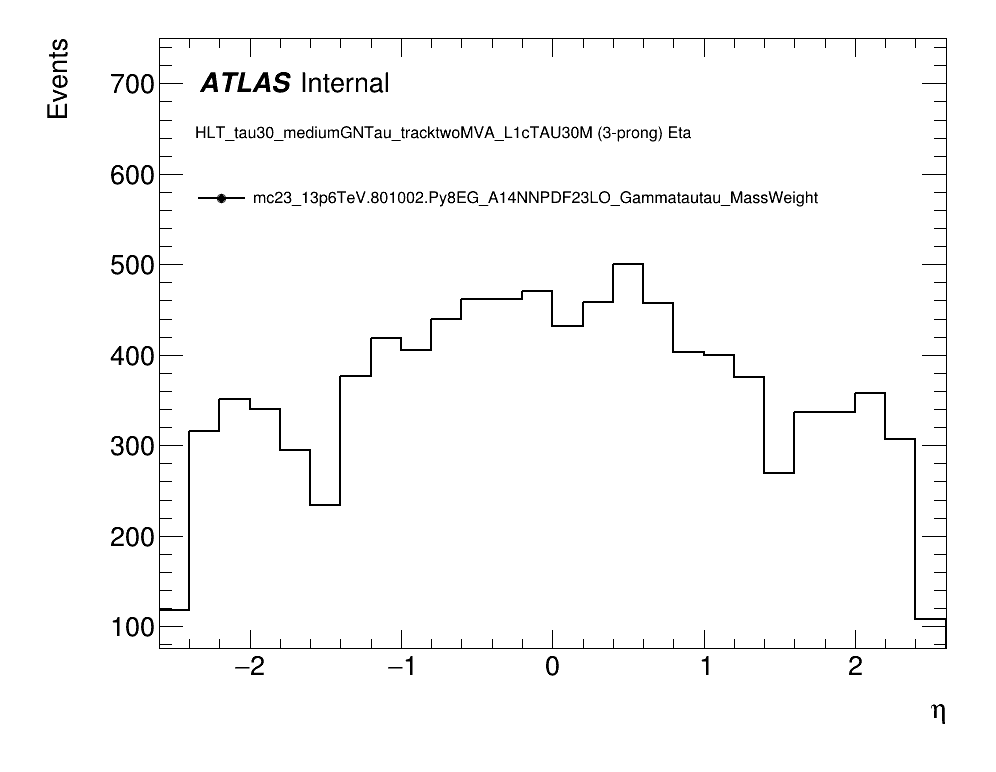 Events
700
ATLAS Internal
HLT_tau30_mediumGNTau_tracktwoMVA_L1cTAU30M (3-prong) Eta
600
mc23_13p6TeV.801002.Py8EG_A14NNPDF23LO_Gammatautau_MassWeight
500
400
300
200
100
−2 −1 0 1 2
η